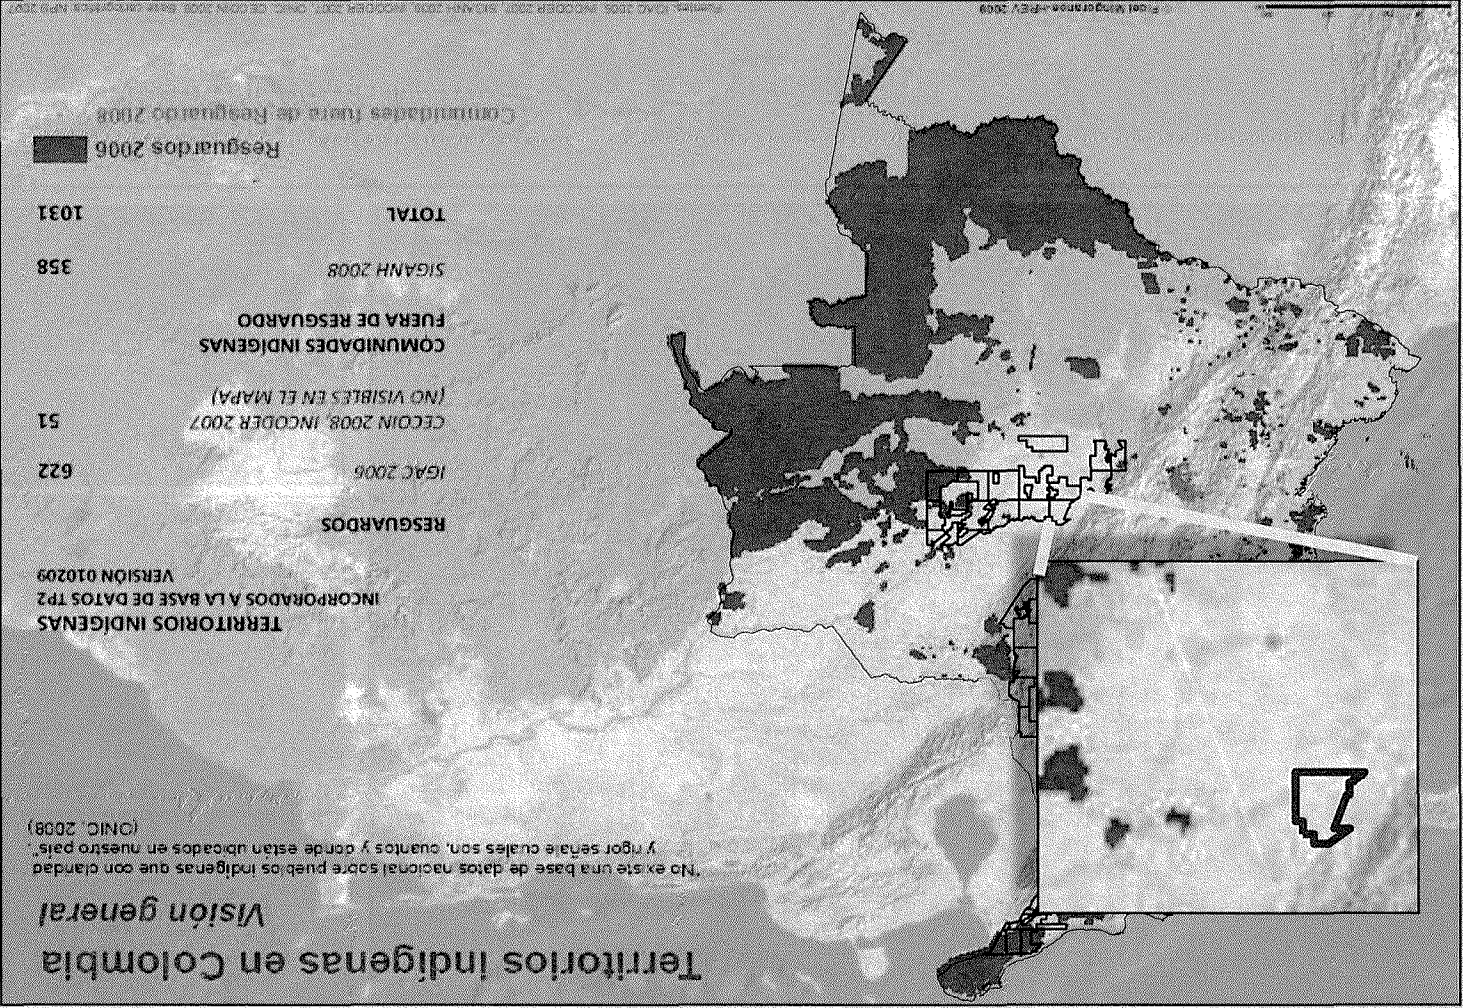 Territorios indígenas en Colombia
Visión general
"No existe una base de datos nacional sobre pueblos indígenas que con claridad
y rigor señale cuales son, cuantos y donde estan ubicados en nuestro país".
(ONIC, 2008)
TERRITORIOS INDÍGENAS
INCORPORADOS A LA BASE DE DATOS TP2
VERSIÓN 010209
RESGUARDOS
IGAC 2006 622
CECOIN 2008, INCODER 2007 51
(NO VISIBLES EN EL MAPA)
COMUNIDADES INDÍGENAS
FUERA DE RESGUARDO
SIGANH 2008 358
TOTAL 1031
Resguardos 2006
Comunidades fuera de Resguardo 2008